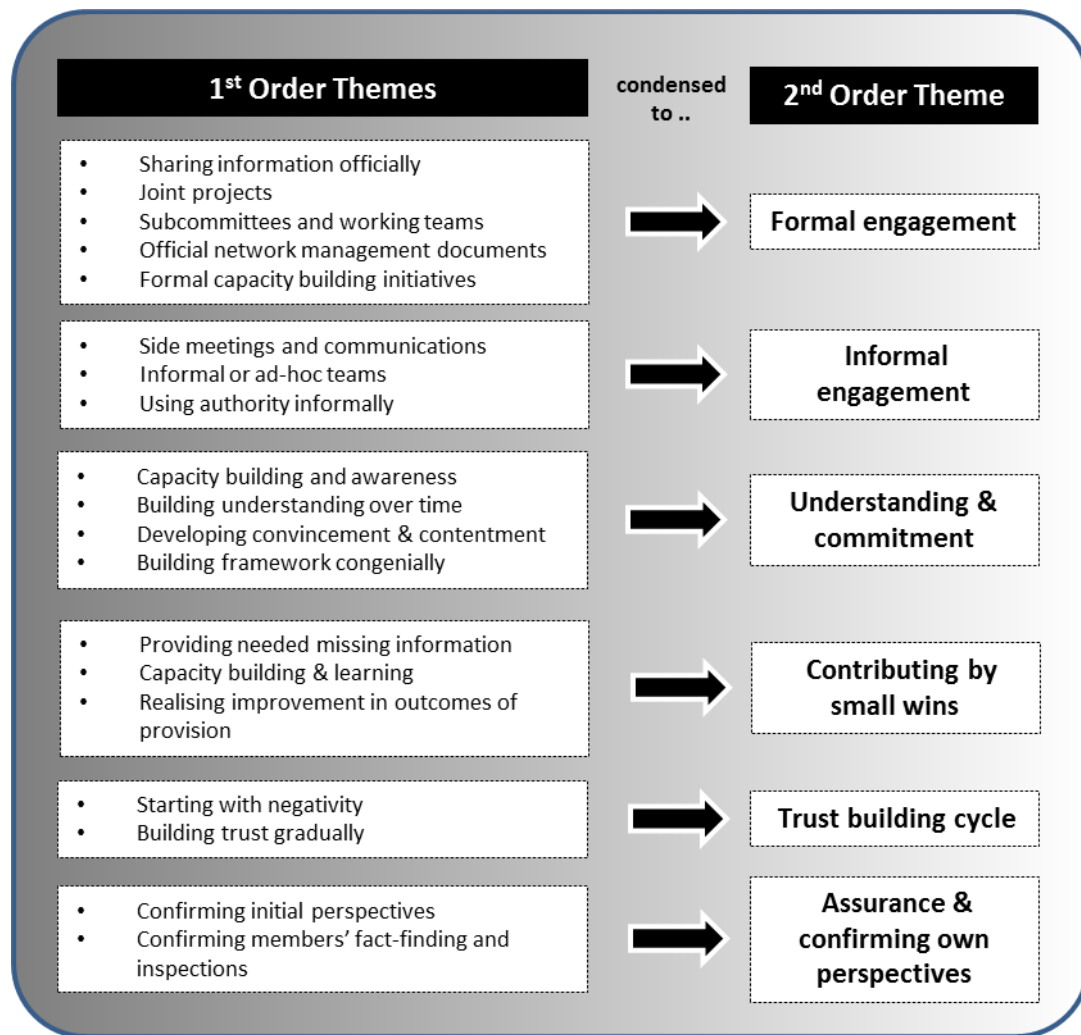 1st Order Themes
condensed
to ..
2nd Order Theme
• Sharing information officially
• Joint projects
• Subcommittees and working teams
• Official network management documents
• Formal capacity building initiatives
Formal engagement
• Side meetings and communications
• Informal or ad-hoc teams
• Using authority informally
Informal
engagement
• Capacity building and awareness
• Building understanding over time
• Developing convincement & contentment
• Building framework congenially
Understanding &
commitment
• Providing needed missing information
• Capacity building & learning
• Realising improvement in outcomes of
provision
Contributing by
small wins
• Starting with negativity
• Building trust gradually
Trust building cycle
• Confirming initial perspectives
• Confirming members’ fact-finding and
inspections
Assurance &
confirming own
perspectives